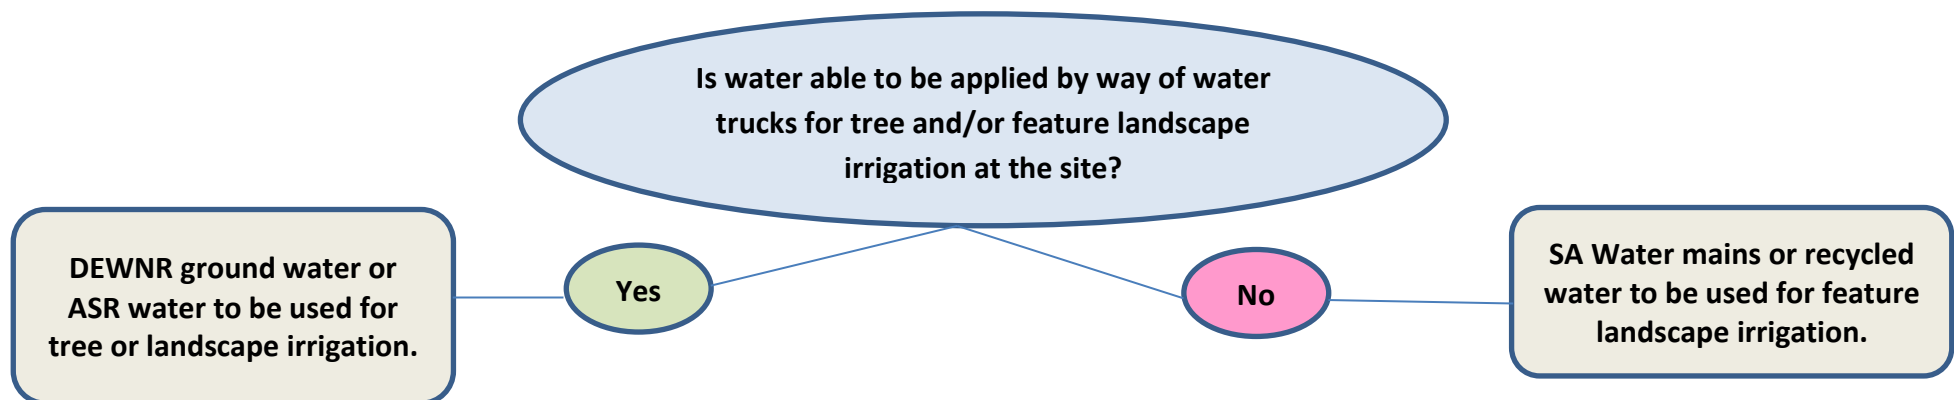 Is water able to be applied by way of water
trucks for tree and/or feature landscape
irrigation at the site?
DEWNR ground water or
ASR water to be used for
tree or landscape irrigation.
Yes
No
SA Water mains or recycled
water to be used for feature
landscape irrigation.